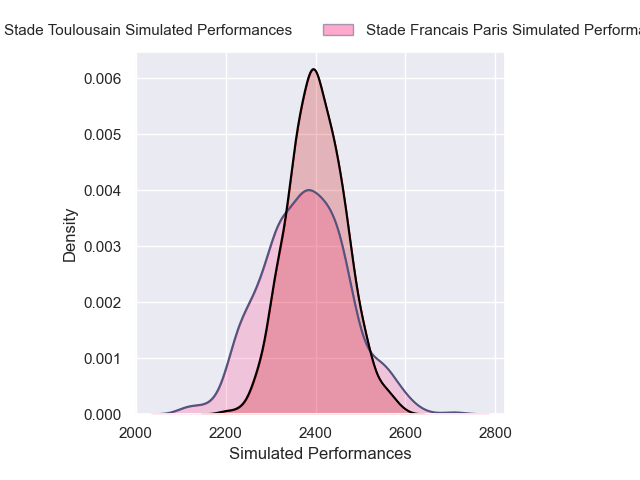 Stade Toulousain Simulated Performances
Stade Francais Paris Simulated Performa
0.006
0.005
0.004
0.003
0.002
0.001
0.000
Density
2000 2200 2400 2600 2800
Simulated Performances